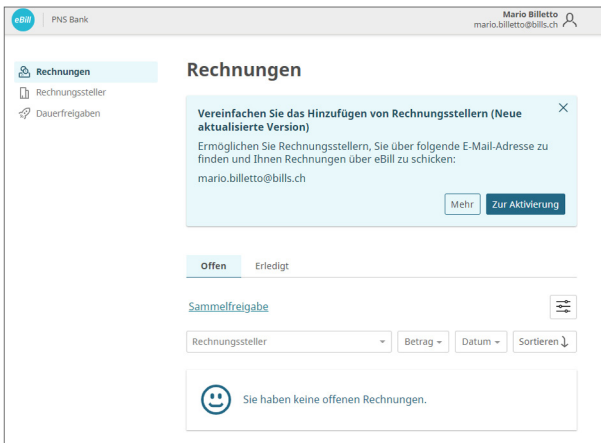 eBill
PNS Bank
Mario Billetto
mario.billetto@bills.ch
Rechnungen
Rechnungssteller
Dauerfreigaben
Rechnungen
Vereinfachen Sie das Hinzufügen von Rechnungsstellern (Neue
aktualisierte Version)
Ermöglichen Sie Rechnungsstellern, Sie über folgende E-Mail-Adresse zu
finden und Ihnen Rechnungen über eBill zu schicken:
mario.billetto@bills.ch
Mehr
Zur Aktivierung
Offen
Erledigt
Sammelfreigabe
Rechnungssteller
Betrag
Datum
Sortieren
Sie haben keine offenen Rechnungen.